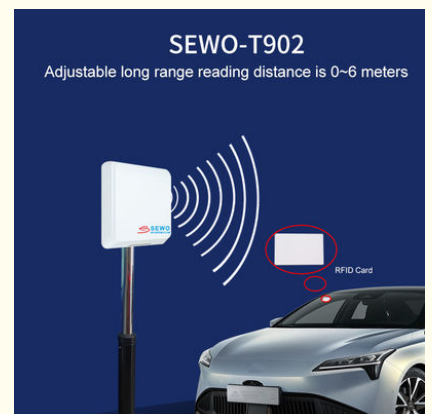 SEWO-T902
Adjustable long range reading distance is 0~6 meters
SEWO
RFID Card